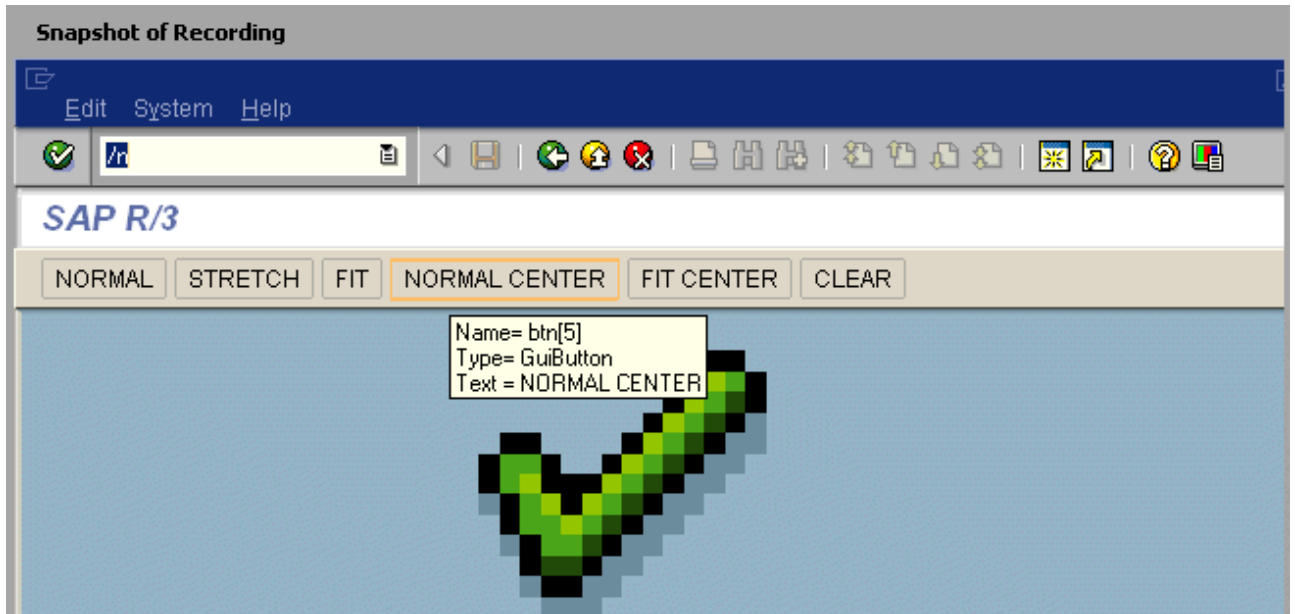 Snapshot of Recording
Edit System Help
/n
SAP R/3
NORMAL STRETCH FIT NORMAL CENTER FIT CENTER CLEAR
Name= btn[5]
Type= GuiButton
Text = NORMAL CENTER